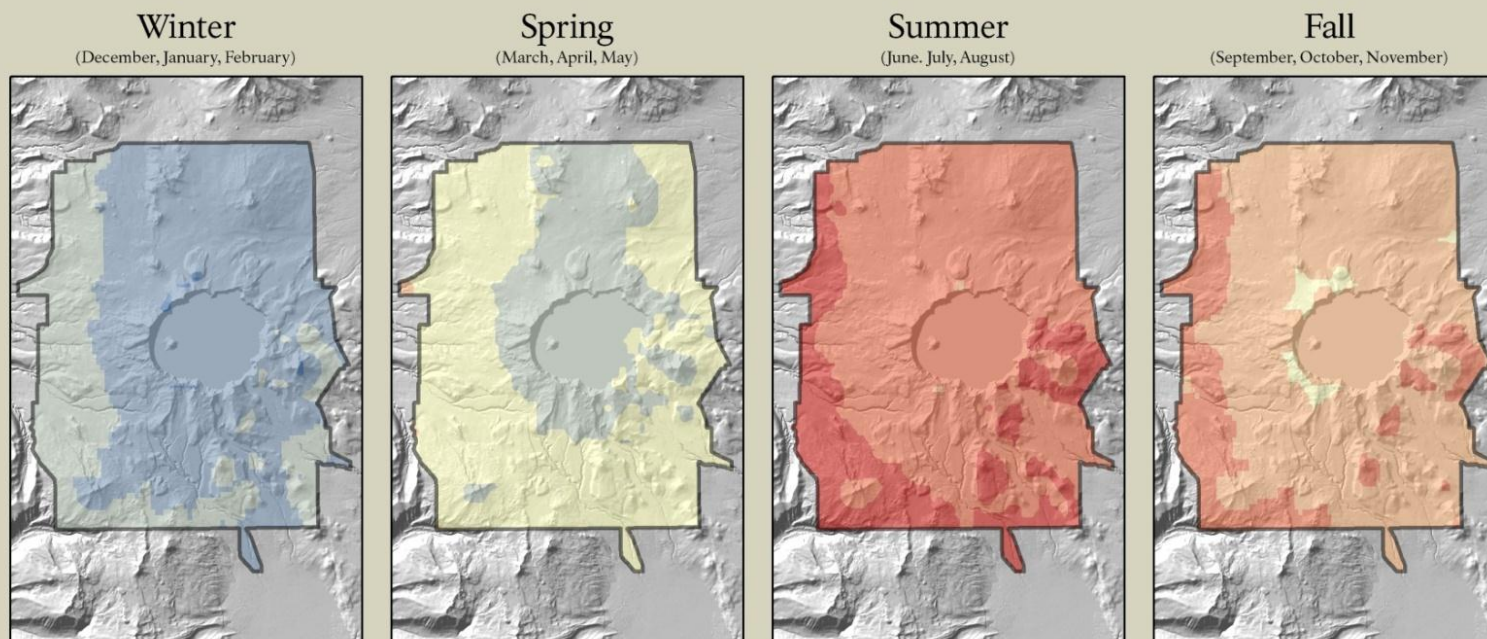 Winter
(December, January, February)
Spring
(March, April, May)
Summer
(June. July, August)
Fall
(September, October, November)